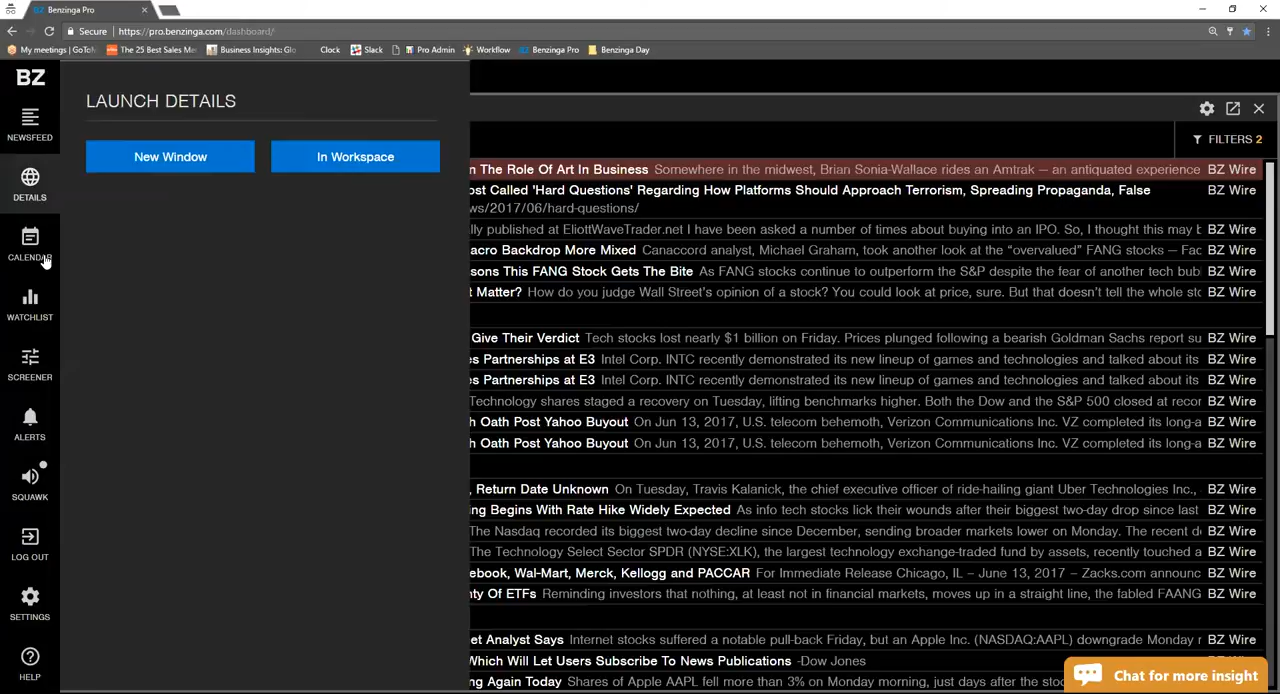 Benzinga Pro
Secure
https://pro.benzinga.com/dashboard/
My meetings | GoToM
The 25 Best Sales Me
Business Insights: Glo
Clock
Slack
Pro Admin
Workflow
Benzinga Pro
Benzinga Day
BZ
NEWSFEED
DETAILS
CALENDAR
WATCHLIST
SCREENER
ALERTS
SQUAWK
LOG OUT
SETTINGS
HELP
LAUNCH DETAILS
New Window
In Workspace
FILTERS 2
n The Role Of Art In Business Somewhere in the midwest, Brian Sonia-Wallace rides an Amtrak — an antiquated experience BZ Wire
ost Called 'Hard Questions' Regarding How Platforms Should Approach Terrorism, Spreading Propaganda, False BZ Wire
ws/2017/06/hard-questions/
lly published at ElliottWaveTrader.net I have been asked a number of times about buying into an IPO. So, I thought this may b BZ Wire
acro Backdrop More Mixed Canaccord analyst, Michael Graham, took another look at the “overvalued” FANG stocks — Fac BZ Wire
sons This FANG Stock Gets The Bite As FANG stocks continue to outperform the S&P despite the fear of another tech bub BZ Wire
t Matter? How do you judge Wall Street's opinion of a stock? You could look at price, sure. But that doesn't tell the whole sto BZ Wire
Give Their Verdict Tech stocks lost nearly $1 billion on Friday. Prices plunged following a bearish Goldman Sachs report su BZ Wire
es Partnerships at E3 Intel Corp. INTC recently demonstrated its new lineup of games and technologies and talked about its BZ Wire
es Partnerships at E3 Intel Corp. INTC recently demonstrated its new lineup of games and technologies and talked about its BZ Wire
Technology shares staged a recovery on Tuesday, lifting benchmarks higher. Both the Dow and the S&P 500 closed at recor BZ Wire
h Oath Post Yahoo Buyout On Jun 13, 2017, U.S. telecom behemoth, Verizon Communications Inc. VZ completed its long-a BZ Wire
h Oath Post Yahoo Buyout On Jun 13, 2017, U.S. telecom behemoth, Verizon Communications Inc. VZ completed its long-a BZ Wire
, Return Date Unknown On Tuesday, Travis Kalanick, the chief executive officer of ride-hailing giant Uber Technologies Inc., BZ Wire
ing Begins With Rate Hike Widely Expected As info tech stocks lick their wounds after their biggest two-day drop since last BZ Wire
The Nasdaq recorded its biggest two-day decline since December, sending broader markets lower on Monday. The recent d BZ Wire
The Technology Select Sector SPDR (NYSE:XLK), the largest technology exchange-traded fund by assets, recently touched a BZ Wire
ebook, Wal-Mart, Merck, Kellogg and PACCAR For Immediate Release Chicago, IL – June 13, 2017 – Zacks.com announc BZ Wire
nty Of ETFs Reminding investors that nothing, at least not in financial markets, moves up in a straight line, the fabled FAANG BZ Wire
et Analyst Says Internet stocks suffered a notable pull-back Friday, but an Apple Inc. (NASDAQ:AAPL) downgrade Monday r BZ Wire
Which Will Let Users Subscribe To News Publications -Dow Jones
ng Again Today Shares of Apple AAPL fell more than 3% on Monday morning, just days after the stoc
Chat for more insight